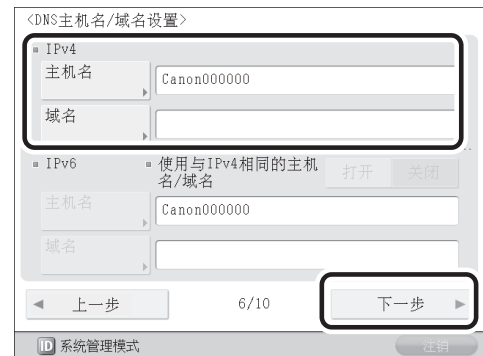 <DNS主机名/域名设置>
IPv4
主机名 Canon000000
域名
IPv6 使用与IPv4相同的主机名/域名 打开 关闭
主机名 Canon000000
域名
上一步 6/10 下一步
ID 系统管理模式 注销